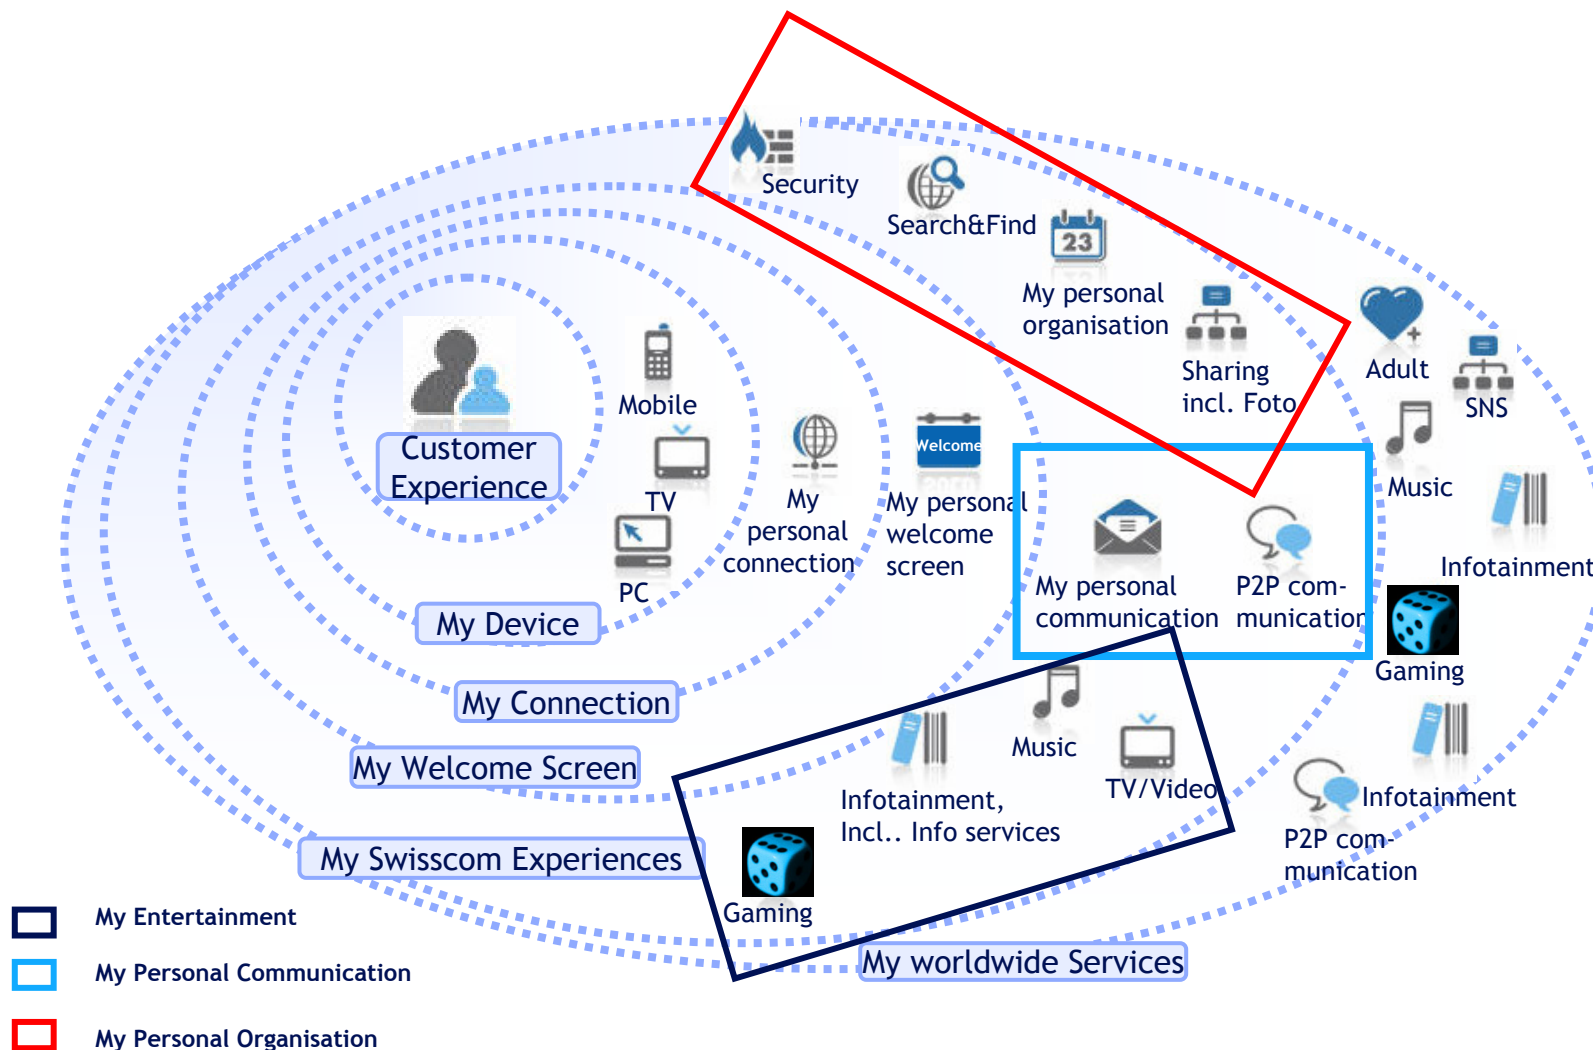 Security
Search&Find
23
My personal
organisation
Sharing
incl. Foto
Adult
SNS
Mobile
Customer
Experience
TV
PC
My
personal
connection
Welcome
My personal
welcome
screen
Music
Infotainment
My personal
communication
P2P com-
munication
Gaming
My Device
My Connection
My Welcome Screen
Music
TV/Video
Infotainment,
Incl.. Info services
Infotainment
P2P com-
munication
My Swisscom Experiences
Gaming
My worldwide Services
My Entertainment
My Personal Communication
My Personal Organisation